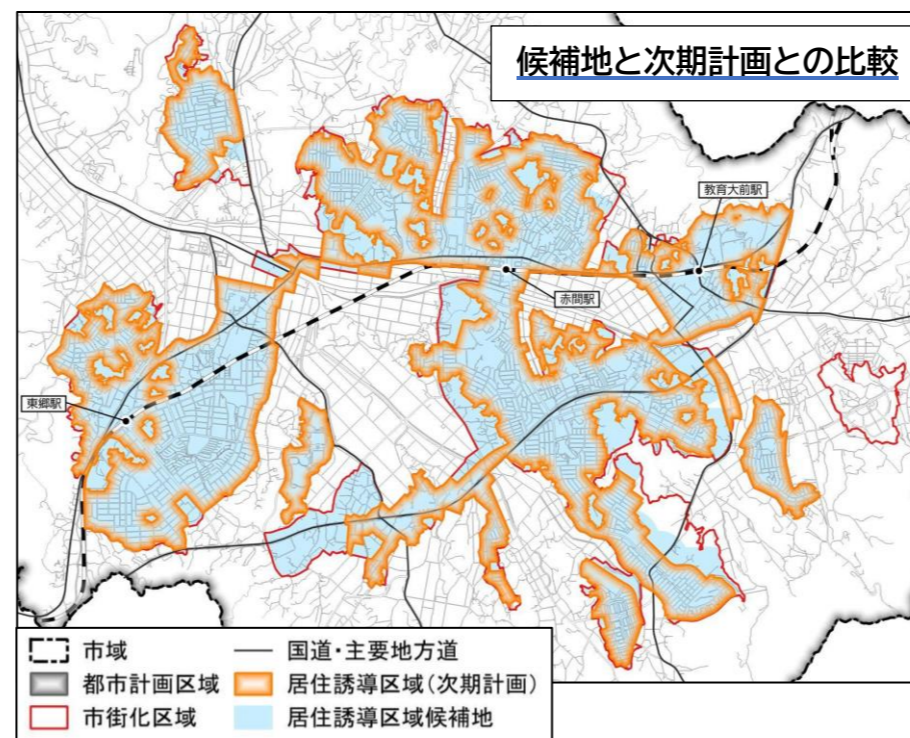 候補地と次期計画との比較
教育大前駅
赤間駅
東郷駅
市域
国道・主要地方道
都市計画区域
居住誘導区域(次期計画)
市街化区域
居住誘導区域候補地